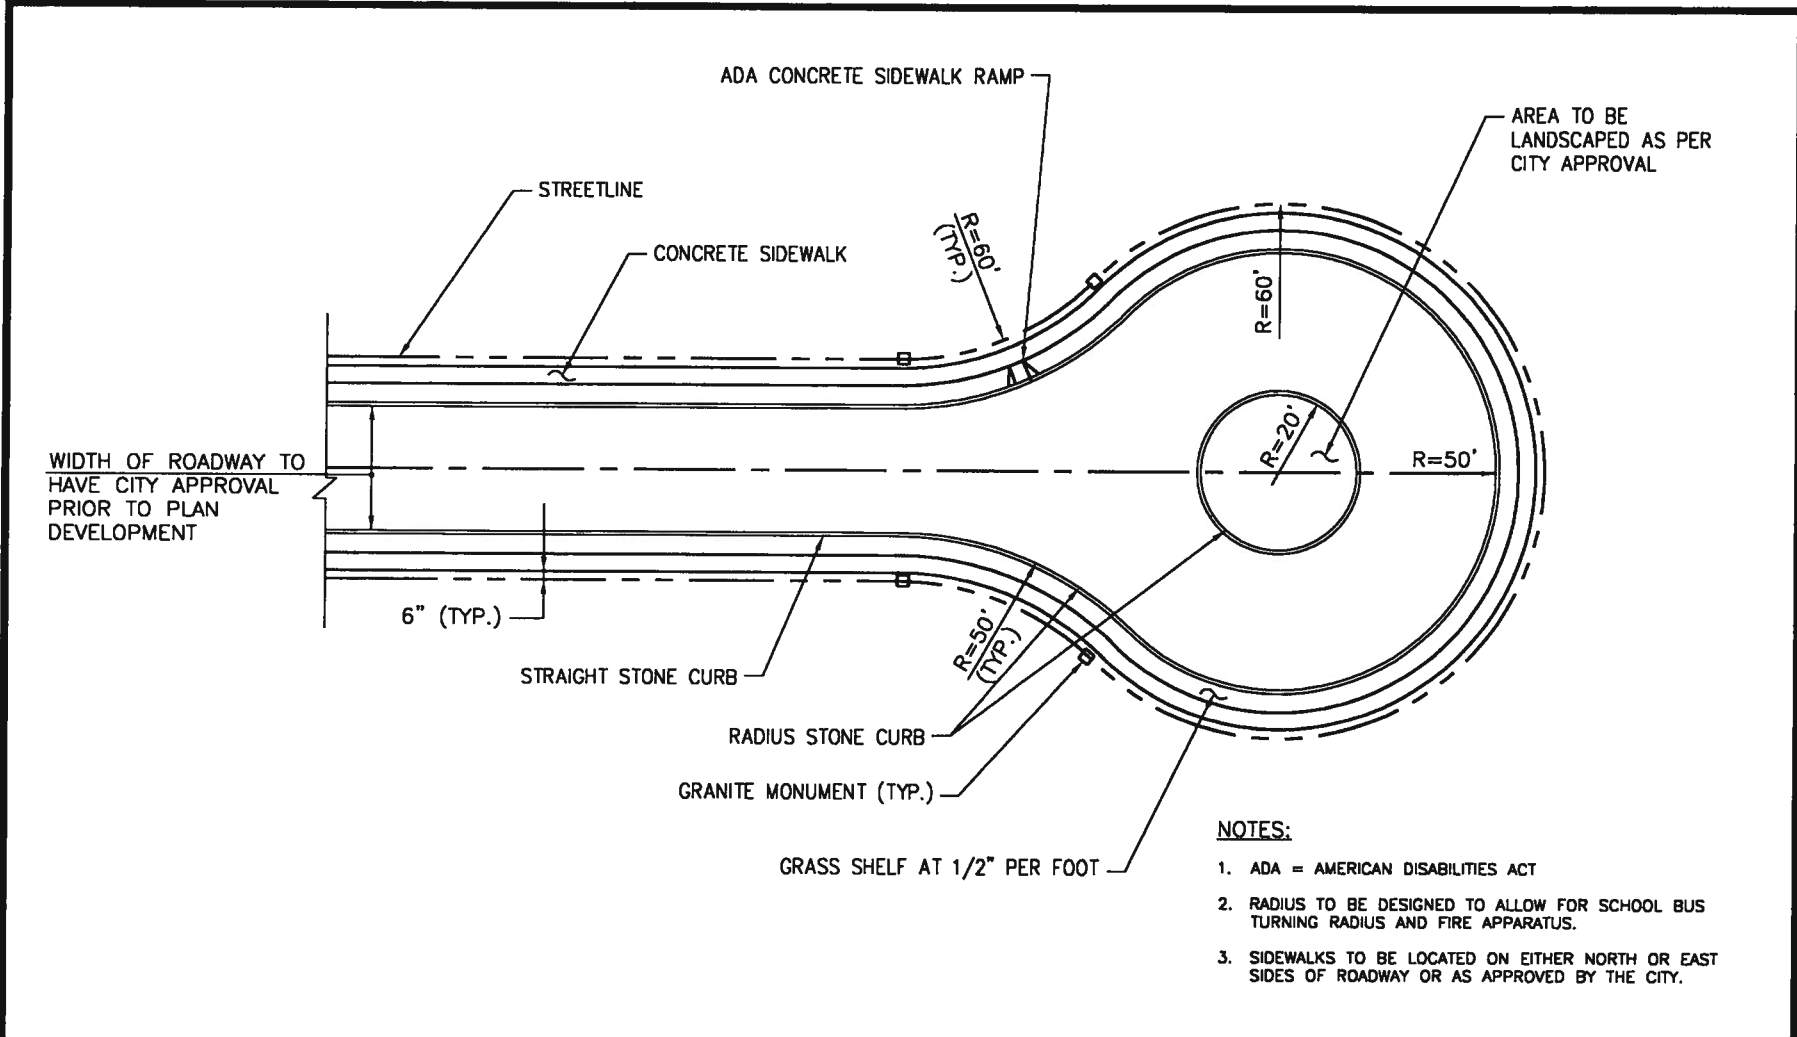 ADA CONCRETE SIDEWALK RAMP
AREA TO BE
LANDSCAPED AS PER
CITY APPROVAL
STREETLINE
CONCRETE SIDEWALK
R=60'
(TYP.)
R=60'
R=20'
R=50'
WIDTH OF ROADWAY TO
HAVE CITY APPROVAL
PRIOR TO PLAN
DEVELOPMENT
6" (TYP.)
R=50'
(TYP.)
STRAIGHT STONE CURB
RADIUS STONE CURB
GRANITE MONUMENT (TYP.)
GRASS SHELF AT 1/2" PER FOOT
NOTES:
1. ADA = AMERICAN DISABILITIES ACT
2. RADIUS TO BE DESIGNED TO ALLOW FOR SCHOOL BUS
TURNING RADIUS AND FIRE APPARATUS.
3. SIDEWALKS TO BE LOCATED ON EITHER NORTH OR EAST
SIDES OF ROADWAY OR AS APPROVED BY THE CITY.